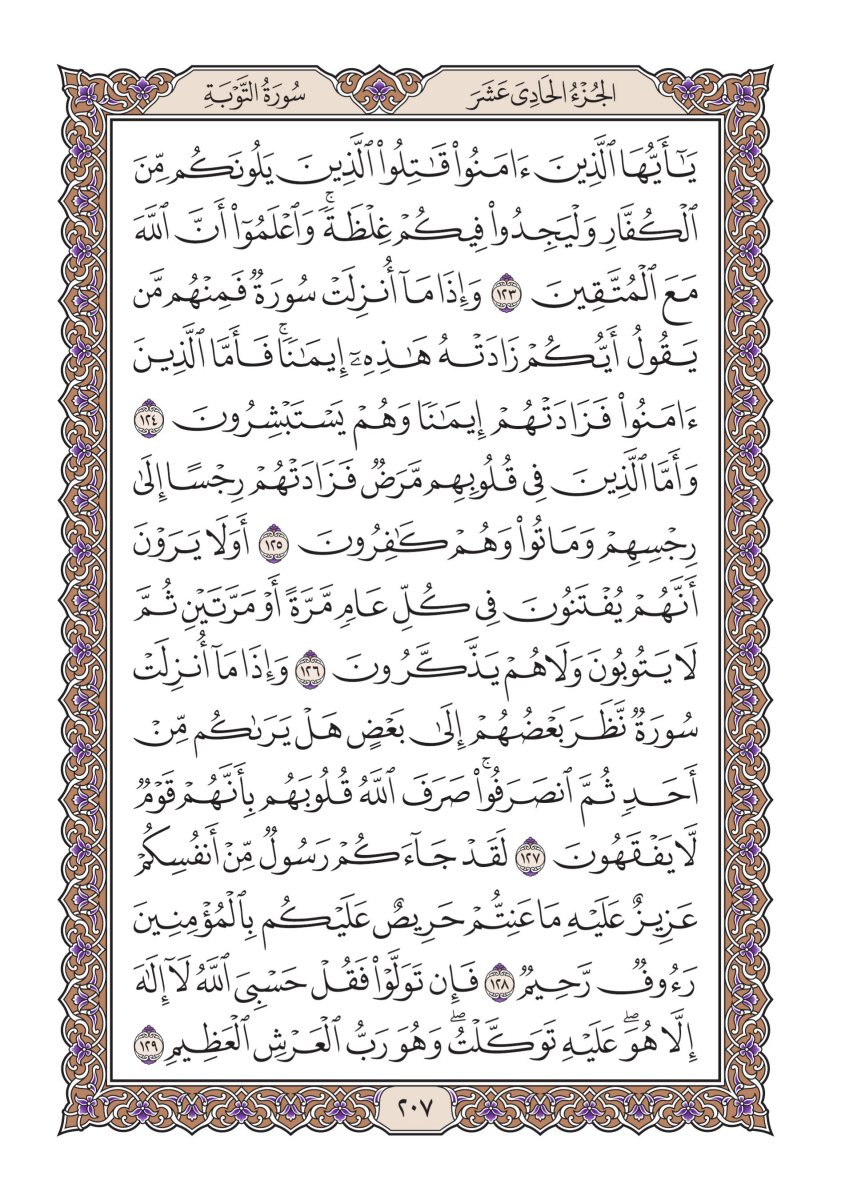 الجُزْءُ الحَادِى عَشَرَ
سُورَةُ التَّوْبَةِ
يَٰٓأَيُّهَا ٱلَّذِينَ ءَامَنُوا۟ قَٰتِلُوا۟ ٱلَّذِينَ يَلُونَكُم مِّنَ
ٱلْكُفَّارِ وَلْيَجِدُوا۟ فِيكُمْ غِلْظَةً ۚ وَٱعْلَمُوٓا۟ أَنَّ ٱللَّهَ
مَعَ ٱلْمُتَّقِينَ ١٢٣ وَإِذَا مَآ أُنزِلَتْ سُورَةٌ فَمِنْهُم مَّن
يَقُولُ أَيُّكُمْ زَادَتْهُ هَٰذِهِۦٓ إِيمَٰنًا ۚ فَأَمَّا ٱلَّذِينَ
ءَامَنُوا۟ فَزَادَتْهُمْ إِيمَٰنًا وَهُمْ يَسْتَبْشِرُونَ ١٢٤
وَأَمَّا ٱلَّذِينَ فِى قُلُوبِهِم مَّرَضٌ فَزَادَتْهُمْ رِجْسًا إِلَىٰ
رِجْسِهِمْ وَمَاتُوا۟ وَهُمْ كَٰفِرُونَ ١٢٥ أَوَلَا يَرَوْنَ
أَنَّهُمْ يُفْتَنُونَ فِى كُلِّ عَامٍ مَّرَّةً أَوْ مَرَّتَيْنِ ثُمَّ
لَا يَتُوبُونَ وَلَا هُمْ يَذَّكَّرُونَ ١٢٦ وَإِذَا مَآ أُنزِلَتْ
سُورَةٌ نَّظَرَ بَعْضُهُمْ إِلَىٰ بَعْضٍ هَلْ يَرَىٰكُم مِّنْ
أَحَدٍ ثُمَّ ٱنصَرَفُوا۟ ۚ صَرَفَ ٱللَّهُ قُلُوبَهُم بِأَنَّهُمْ قَوْمٌ
لَّا يَفْقَهُونَ ١٢٧ لَقَدْ جَآءَكُمْ رَسُولٌ مِّنْ أَنفُسِكُمْ
عَزِيزٌ عَلَيْهِ مَا عَنِتُّمْ حَرِيصٌ عَلَيْكُم بِٱلْمُؤْمِنِينَ
رَءُوفٌ رَّحِيمٌ ١٢٨ فَإِن تَوَلَّوْا۟ فَقُلْ حَسْبِىَ ٱللَّهُ لَآ إِلَٰهَ
إِلَّا هُوَ ۖ عَلَيْهِ تَوَكَّلْتُ ۖ وَهُوَ رَبُّ ٱلْعَرْشِ ٱلْعَظِيمِ ١٢٩
٢٠٧